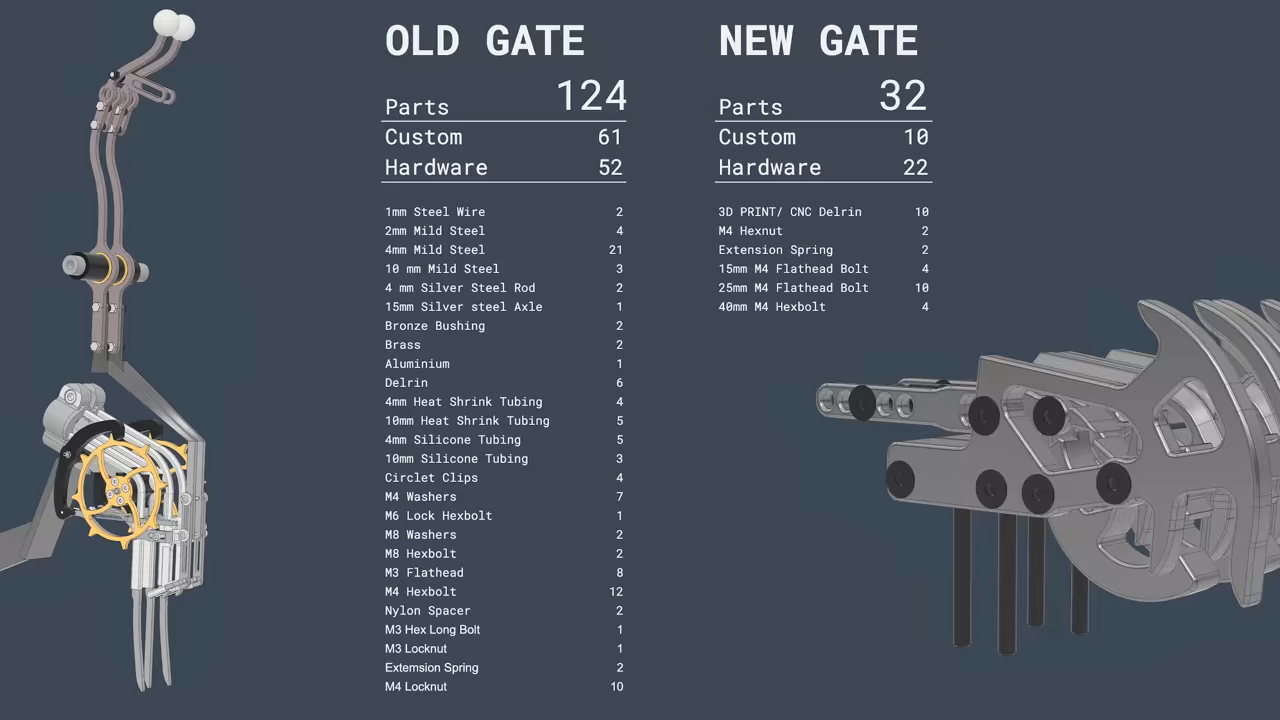 OLD GATE
Parts 124
Custom 61
Hardware 52
1mm Steel Wire 2
2mm Mild Steel 4
4mm Mild Steel 21
10 mm Mild Steel 3
4 mm Silver Steel Rod 2
15mm Silver steel Axle 1
Bronze Bushing 2
Brass 2
Aluminium 1
Delrin 6
4mm Heat Shrink Tubing 4
10mm Heat Shrink Tubing 5
4mm Silicone Tubing 5
10mm Silicone Tubing 3
Circlet Clips 4
M4 Washers 7
M6 Lock Hexbolt 1
M8 Washers 2
M8 Hexbolt 2
M3 Flathead 8
M4 Hexbolt 12
Nylon Spacer 2
M3 Hex Long Bolt 1
M3 Locknut 1
Extemsion Spring 2
M4 Locknut 10
NEW GATE
Parts 32
Custom 10
Hardware 22
3D PRINT/ CNC Delrin 10
M4 Hexnut 2
Extension Spring 2
15mm M4 Flathead Bolt 4
25mm M4 Flathead Bolt 10
40mm M4 Hexbolt 4